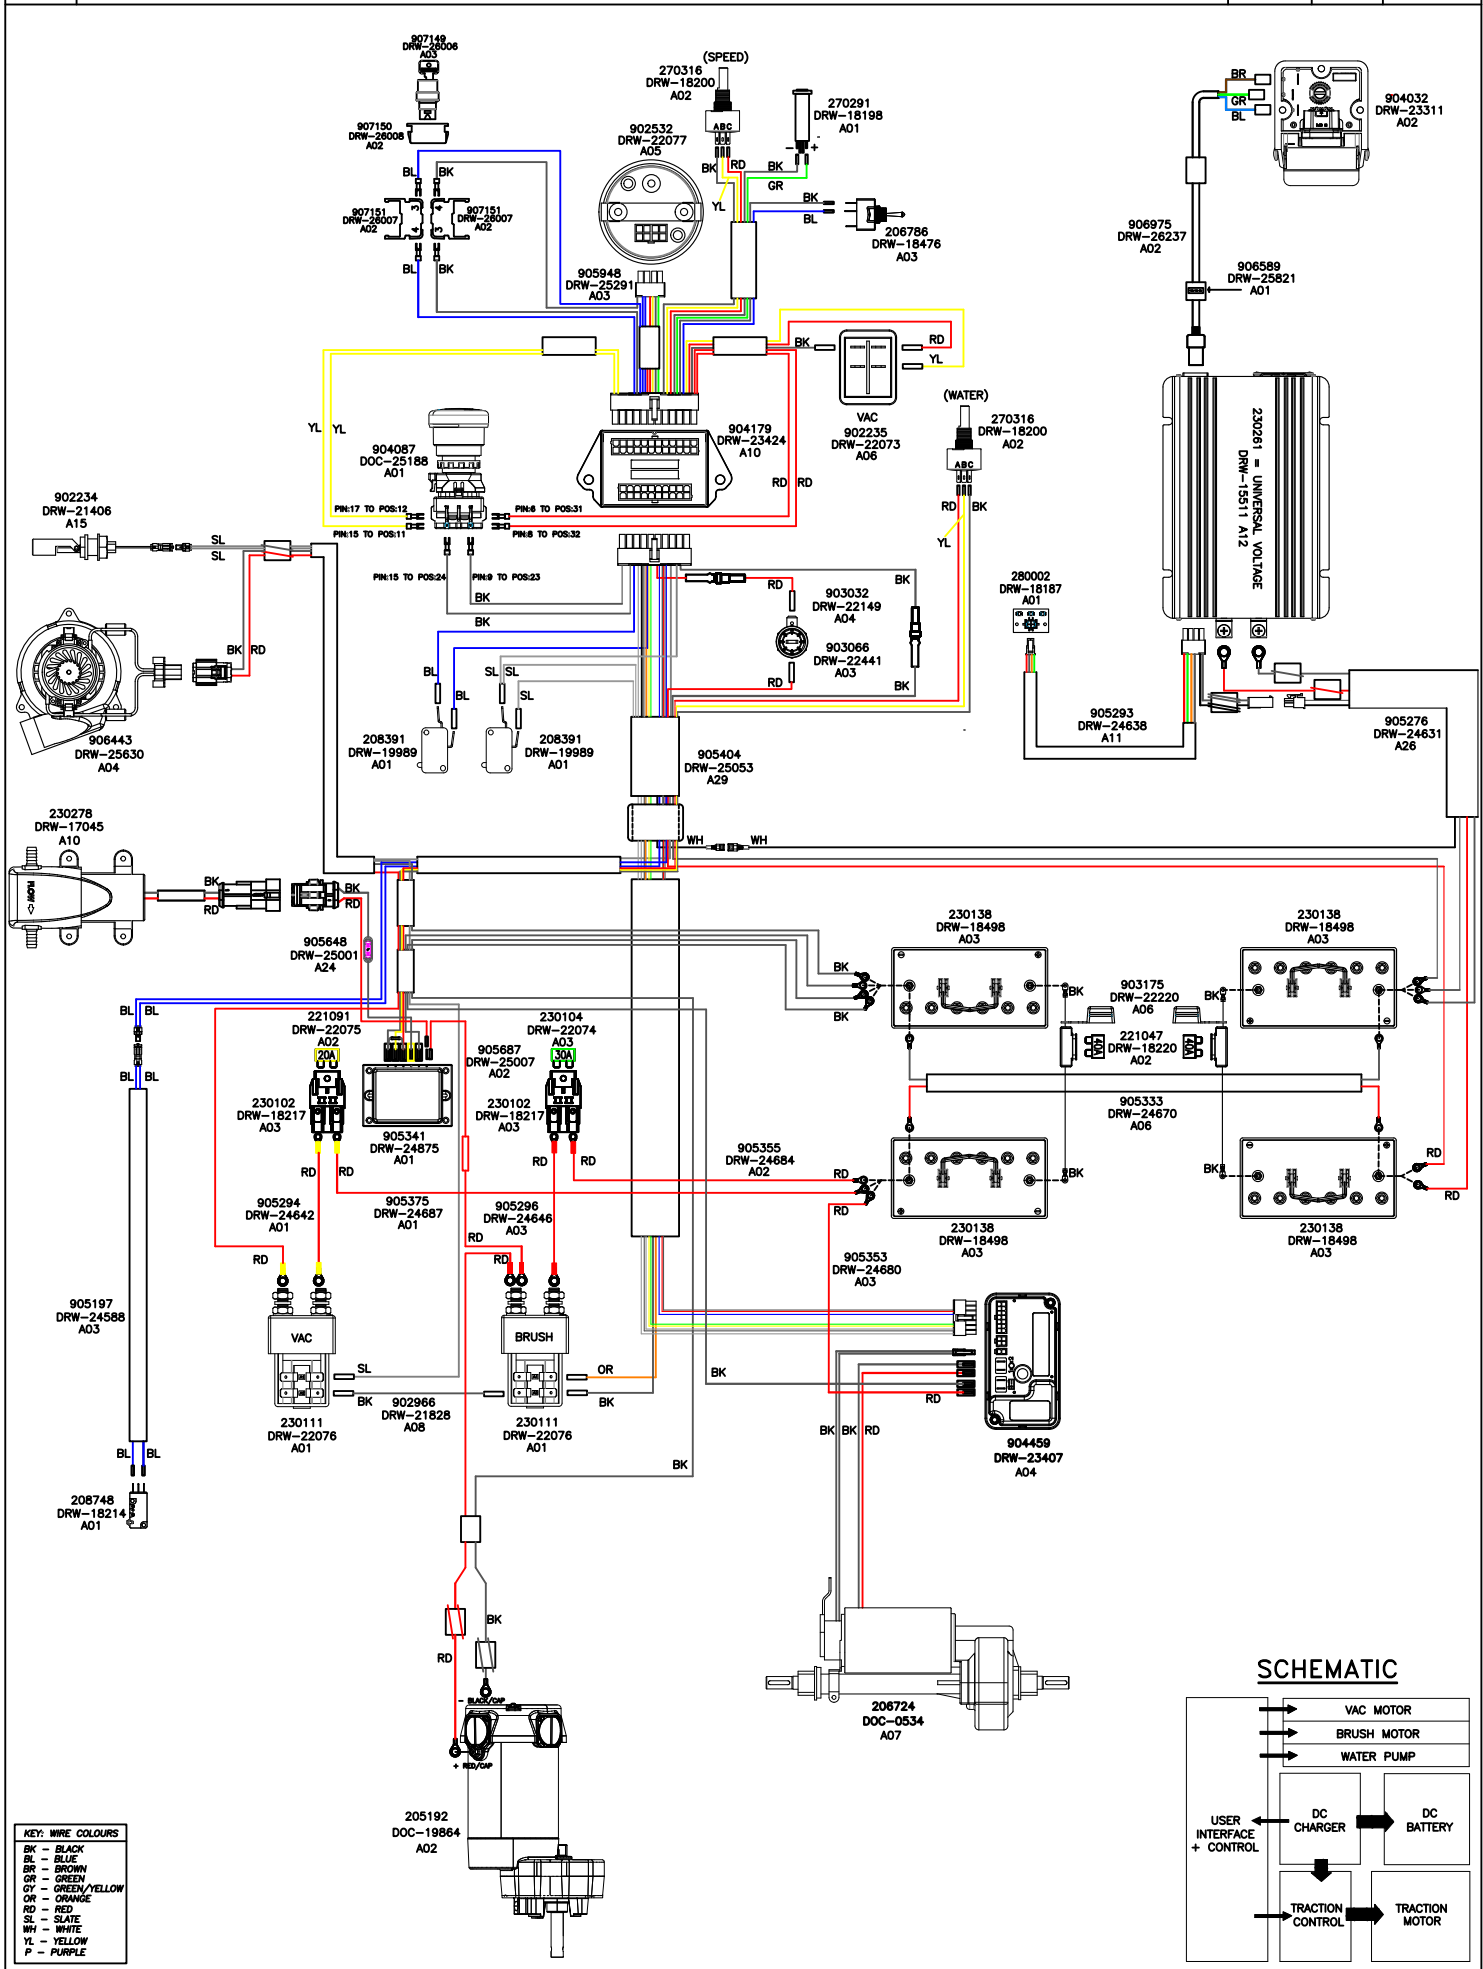 907149
DRW-26006
A03
907150
DRW-26008
A02
BL
BK
907151
DRW-26007
A02
3
4
4
3
907151
DRW-26007
A02
BL
BK
(SPEED)
270316
DRW-18200
A02
902532
DRW-22077
A05
ABC
BK
RD
YL
270291
DRW-18198
A01
- +
BK
GR
BK
BL
206786
DRW-18476
A03
905948
DRW-25291
A03
BR
GR
BL
904032
DRW-23311
A02
906975
DRW-26237
A02
906589
DRW-25821
A01
BK
RD
YL
VAC
902235
DRW-22073
A06
904179
DRW-23424
A10
YL
YL
904087
DOC-25188
A01
RD
RD
PIN:17 TO POS:12
PIN:15 TO POS:11
PIN:6 TO POS:31
PIN:8 TO POS:32
PIN:15 TO POS:24
PIN:9 TO POS:23
BK
BK
(WATER)
270316
DRW-18200
A02
ABC
RD
BK
YL
230261 = UNIVERSAL VOLTAGE
DRW-15511 A12
902234
DRW-21406
A15
SL
SL
BK
RD
906443
DRW-25630
A04
BL
BL
SL
SL
208391
DRW-19989
A01
208391
DRW-19989
A01
RD
903032
DRW-22149
A04
903066
DRW-22441
A03
RD
BK
BK
905404
DRW-25053
A29
280002
DRW-18187
A01
905293
DRW-24638
A11
905276
DRW-24631
A26
WH
WH
230278
DRW-17045
A10
FLOW
BK
RD
BK
RD
905648
DRW-25001
A24
BL
BL
BL
BL
221091
DRW-22075
A02
20A
230102
DRW-18217
A03
RD
RD
905341
DRW-24875
A01
905687
DRW-25007
A02
230104
DRW-22074
A03
30A
230102
DRW-18217
A03
RD
RD
BK
BK
230138
DRW-18498
A03
230138
DRW-18498
A03
BK
BK
903175
DRW-22220
A06
221047
DRW-18220
A02
40A
40A
905333
DRW-24670
A06
905355
DRW-24684
A02
RD
RD
BK
BK
RD
RD
230138
DRW-18498
A03
230138
DRW-18498
A03
905294
DRW-24642
A01
905375
DRW-24687
A01
905296
DRW-24646
A03
RD
RD
RD
905353
DRW-24680
A03
905197
DRW-24588
A03
VAC
BRUSH
SL
BK
902966
DRW-21828
A08
OR
BK
230111
DRW-22076
A01
230111
DRW-22076
A01
BK
RD
BK
BK
RD
904459
DRW-23407
A04
BK
BL
BL
208748
DRW-18214
A01
BK
RD
- BLACK/CAP
+ RED/CAP
205192
DOC-19864
A02
206724
DOC-0534
A07
SCHEMATIC
VAC MOTOR
BRUSH MOTOR
WATER PUMP
USER
INTERFACE
+ CONTROL
DC
CHARGER
DC
BATTERY
TRACTION
CONTROL
TRACTION
MOTOR
KEY: WIRE COLOURS
BK - BLACK
BL - BLUE
BR - BROWN
GR - GREEN
GY - GREEN/YELLOW
OR - ORANGE
RD - RED
SL - SLATE
WH - WHITE
YL - YELLOW
P - PURPLE